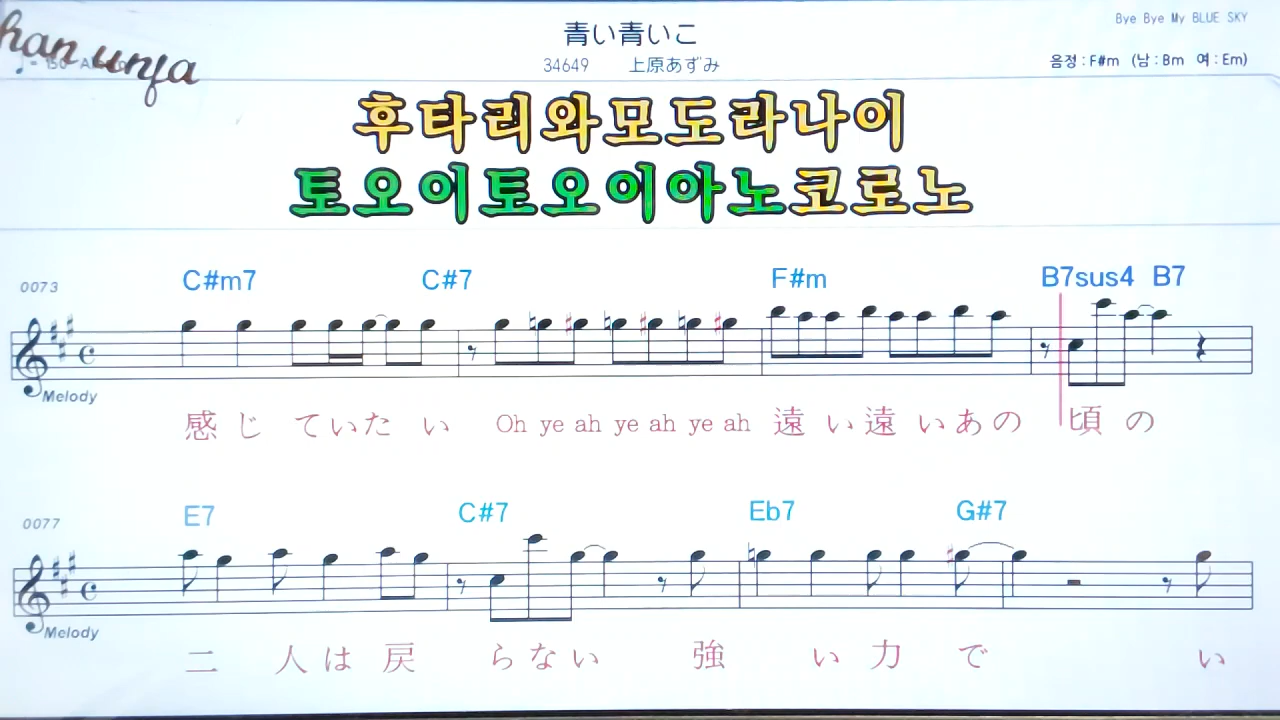 Bye Bye My BLUE SKY
青い青いこ
34649 上原あずみ
음정 : F#m (남 : Bm 여 : Em)
han unfa
후타리와모도라나이
토오이토오이아노코로노
0073
C#m7 C#7 F#m B7sus4 B7
Melody
感じていたい Oh ye ah ye ah ye ah 遠い遠いあの頃の
0077
E7 C#7 Eb7 G#7
Melody
二人は戻らない 強い力で い